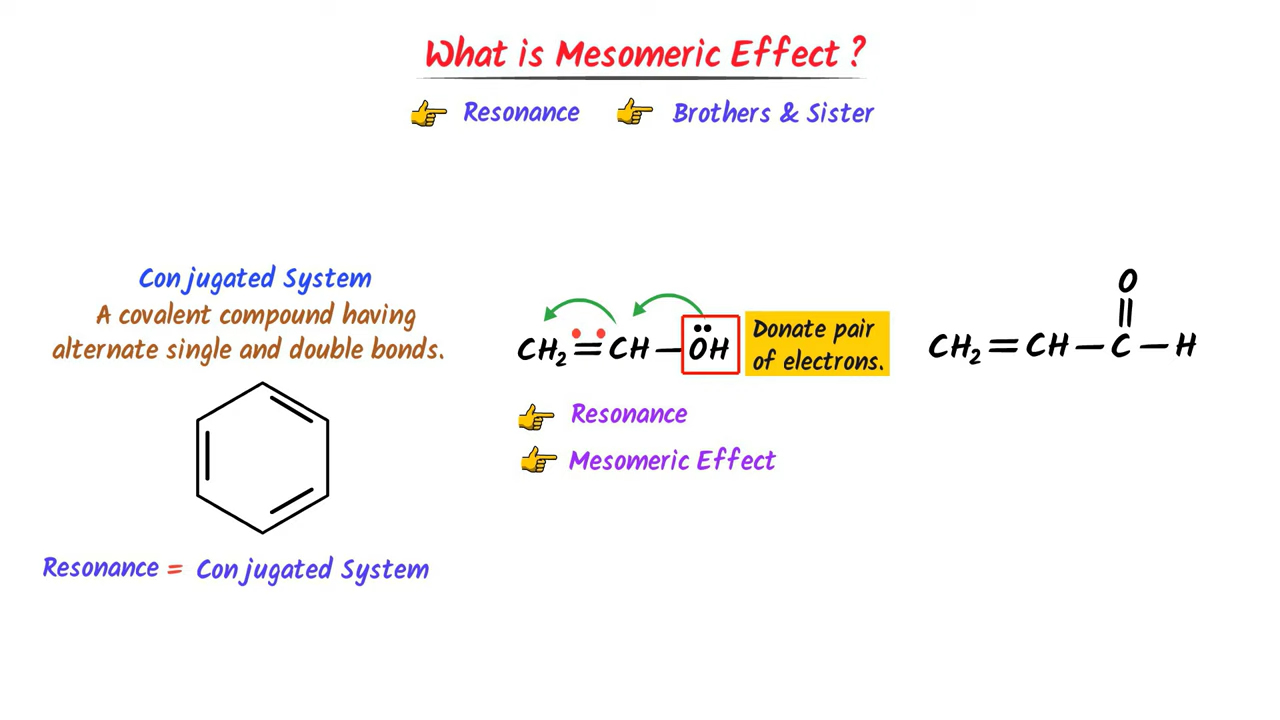 What is Mesomeric Effect ?
Resonance Brothers & Sister
Conjugated System
A covalent compound having
alternate single and double bonds.
Resonance = Conjugated System
CH₂ = CH — ÖH
Donate pair
of electrons.
Resonance
Mesomeric Effect
O
||
CH₂ = CH — C — H